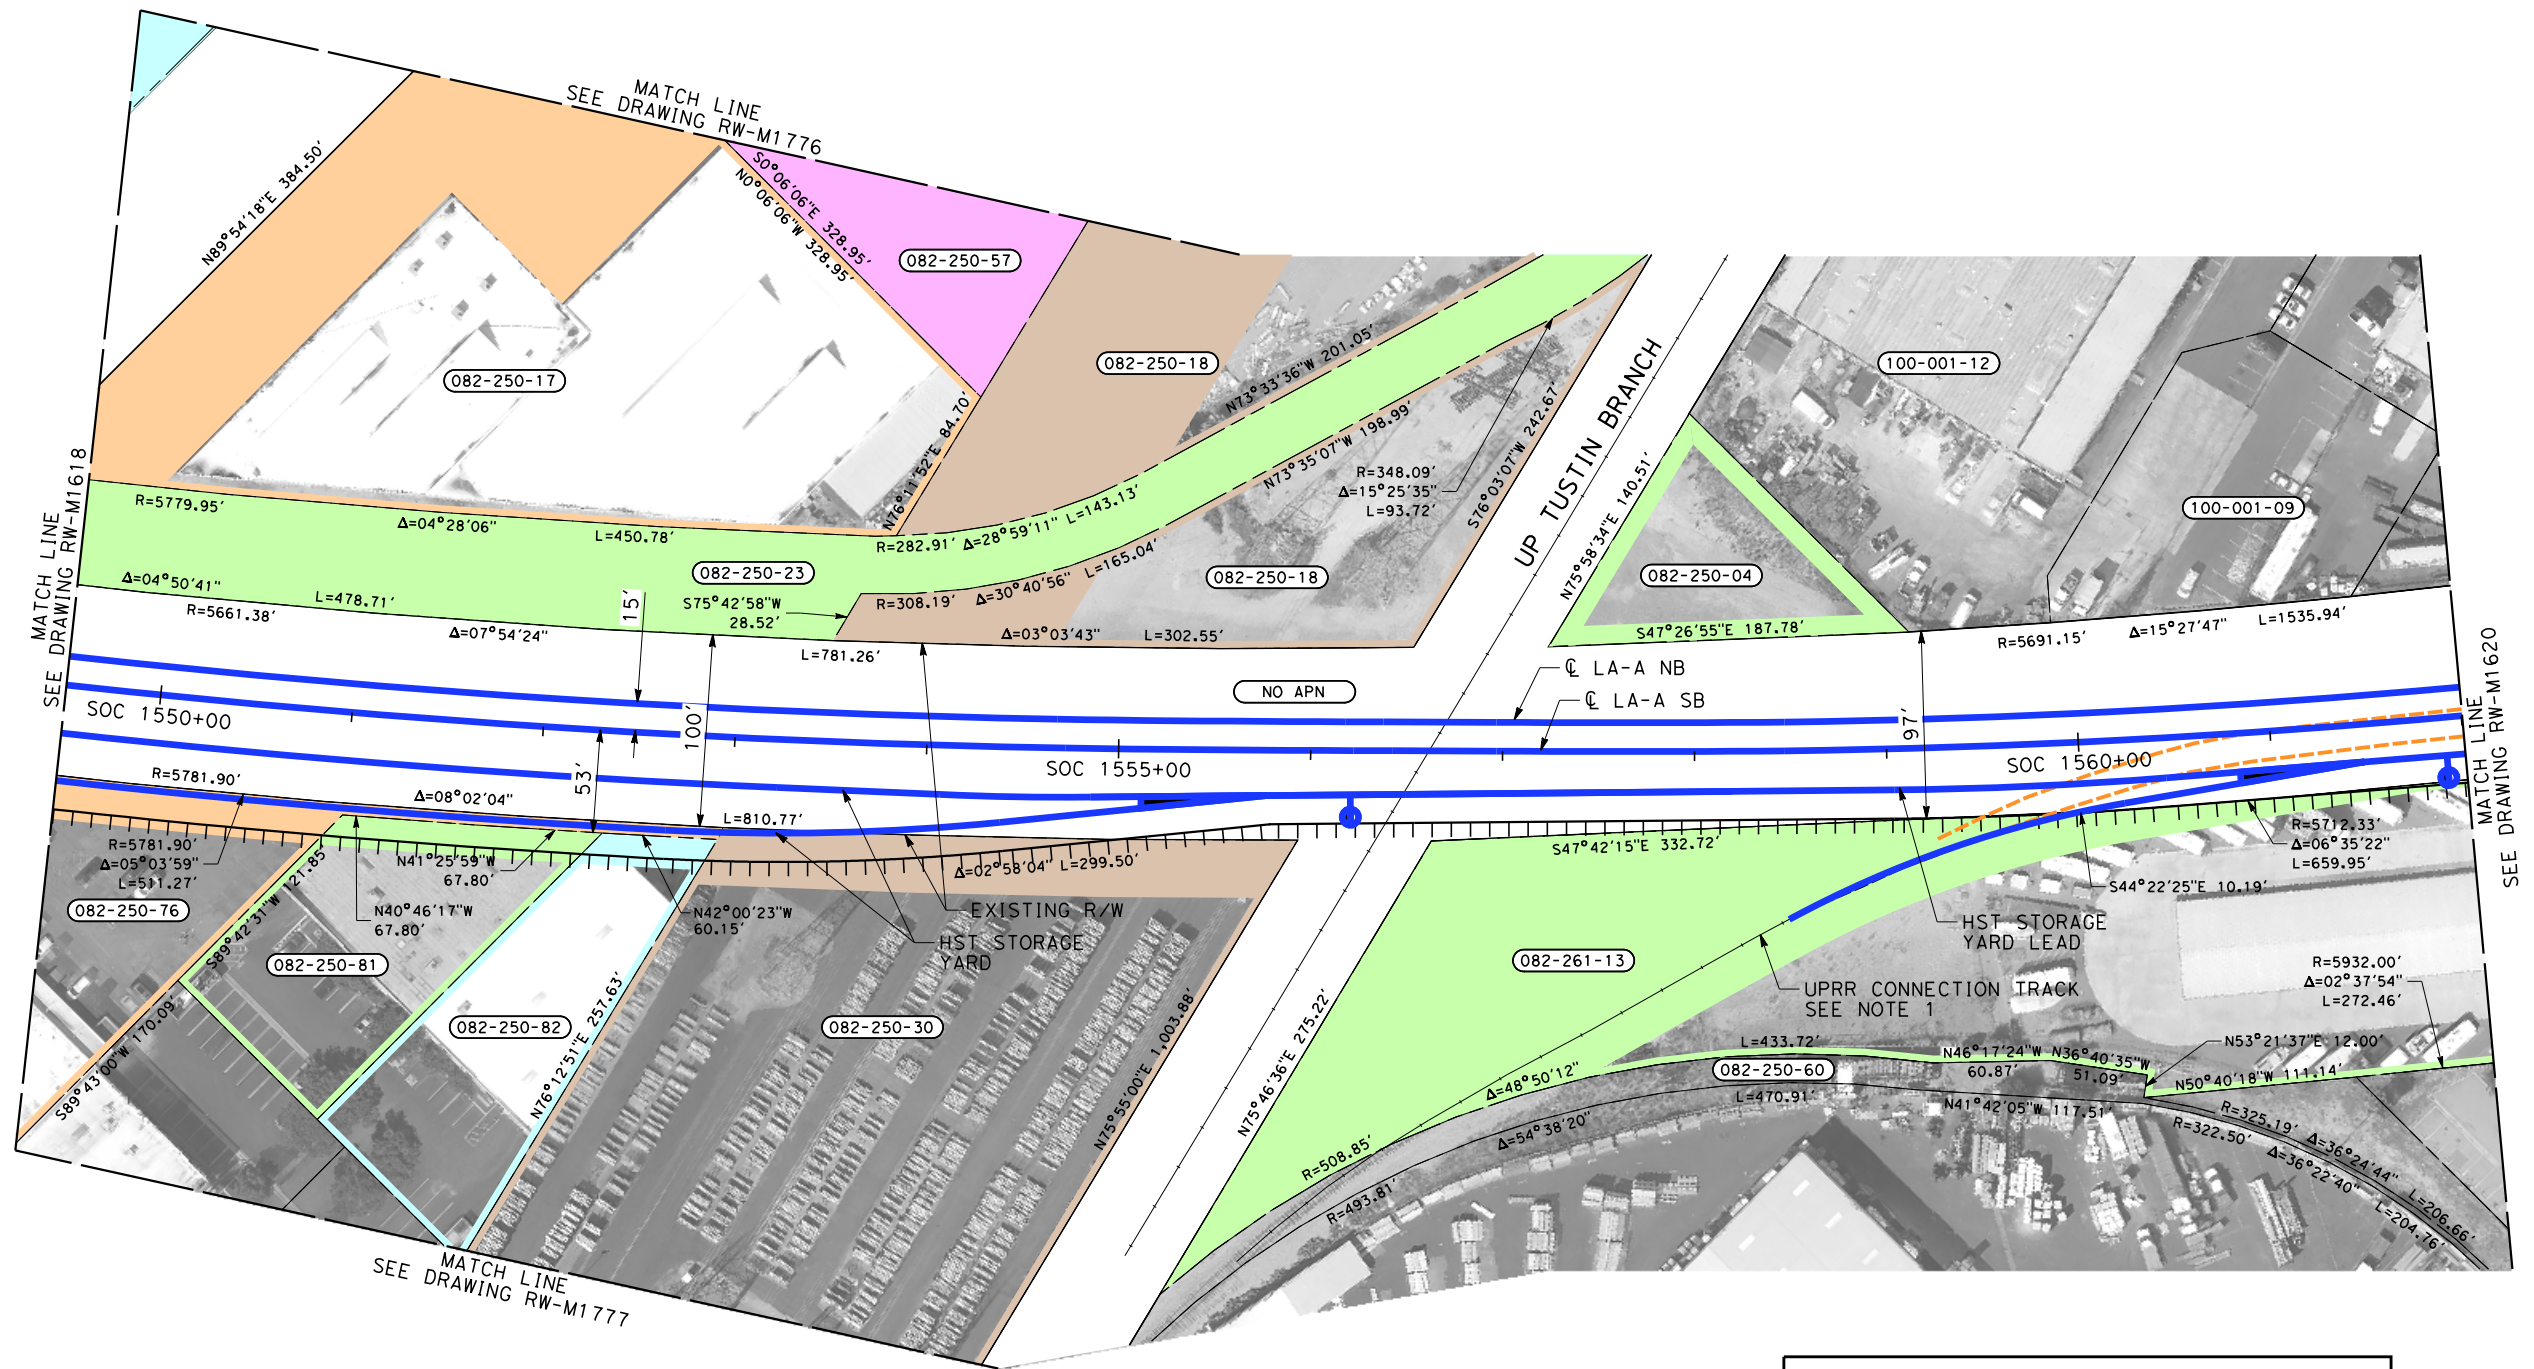 MATCH LINE
SEE DRAWING RW-M1776
N89°54'18"E 384.50'
S0°06'06"E 328.95'
N0°06'06"W 328.95'
082-250-57
082-250-17
082-250-18
N73°33'36"W 201.05'
N73°35'07"W 198.99'
R=348.09'
Δ=15°25'35"
L=93.72'
S76°03'07"W 242.67'
UP TUSTIN BRANCH
100-001-12
100-001-09
MATCH LINE
SEE DRAWING RW-M1618
R=5779.95'
Δ=04°28'06"
L=450.78'
N76°11'52"E 84.70'
R=282.91' Δ=28°59'11" L=143.13'
082-250-23
R=308.19' Δ=30°40'56" L=165.04'
082-250-18
N75°58'34"E 140.51'
082-250-04
S47°26'55"E 187.78'
R=5691.15' Δ=15°27'47" L=1535.94'
Δ=04°50'41"
L=478.71'
R=5661.38'
Δ=07°54'24"
L=781.26'
S75°42'58"W
28.52'
Δ=03°03'43" L=302.55'
15'
100'
53'
97'
NO APN
℄ LA-A NB
℄ LA-A SB
SOC 1550+00
SOC 1555+00
SOC 1560+00
MATCH LINE
SEE DRAWING RW-M1620
R=5781.90'
Δ=08°02'04"
L=810.77'
R=5781.90'
Δ=05°03'59"
L=511.27'
082-250-76
S89°42'31"W 121.85'
S89°43'00"W 170.09'
N41°25'59"W
67.80'
N40°46'17"W
67.80'
N42°00'23"W
60.15'
082-250-81
082-250-82
N76°12'51"E 257.63'
082-250-30
Δ=02°58'04" L=299.50'
EXISTING R/W
HST STORAGE
YARD
N75°55'00"E 1,003.88'
N75°46'36"E 275.22'
S47°42'15"E 332.72'
082-261-13
UPRR CONNECTION TRACK
SEE NOTE 1
HST STORAGE
YARD LEAD
S44°22'25"E 10.19'
R=5712.33'
Δ=06°35'22"
L=659.95'
R=5932.00'
Δ=02°37'54"
L=272.46'
N53°21'37"E 12.00'
L=433.72'
N46°17'24"W
60.87'
N36°40'35"W
51.09'
N50°40'18"W 111.14'
082-250-60
Δ=48°50'12"
R=508.85'
L=470.91'
Δ=54°38'20"
R=493.81'
N41°42'05"W 117.51'
R=325.19' Δ=36°24'44" L=206.66'
R=322.50' Δ=36°22'40" L=204.76'
MATCH LINE
SEE DRAWING RW-M1777